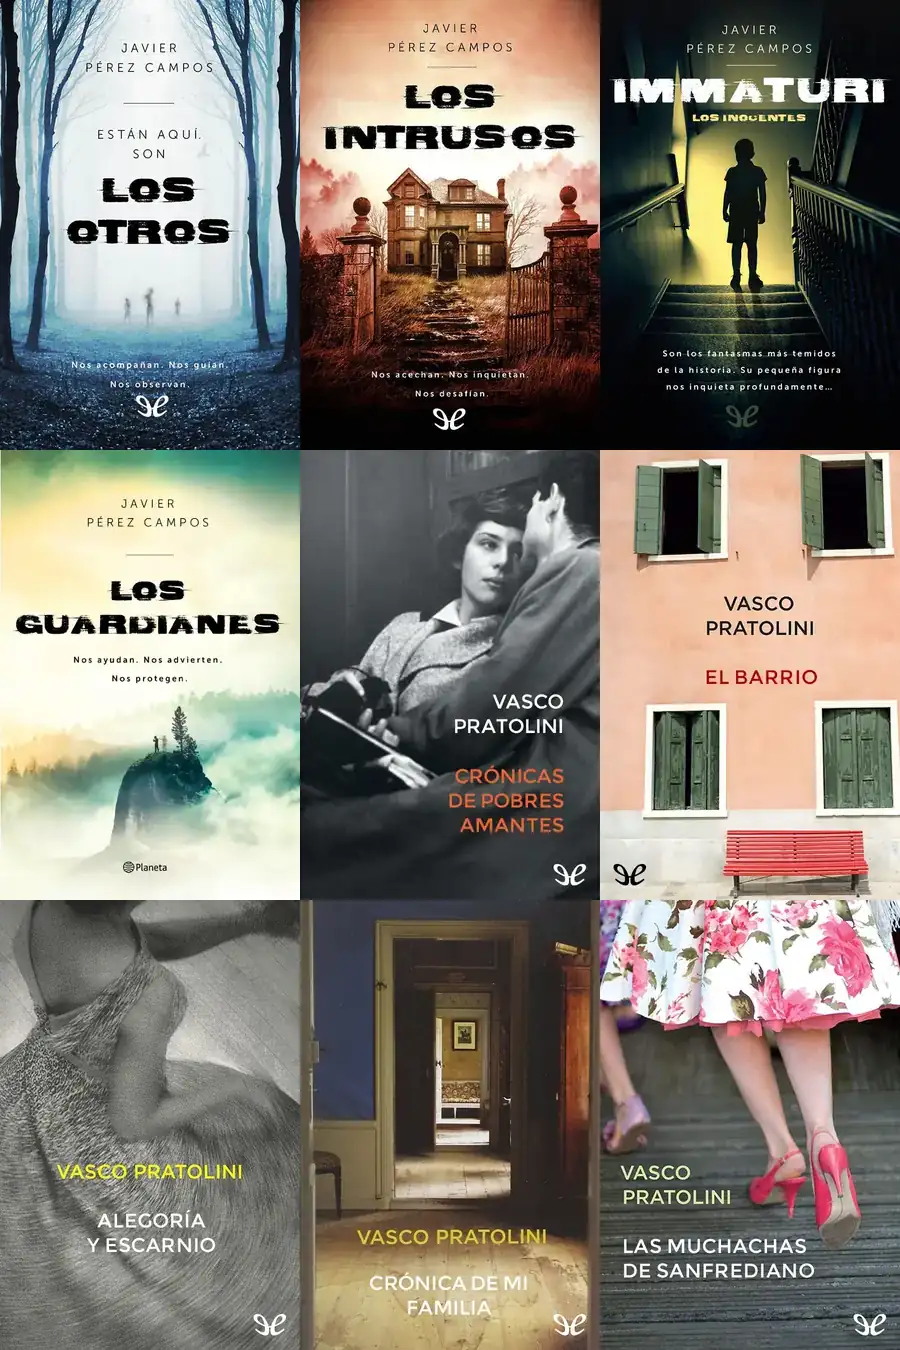 JAVIER
PÉREZ CAMPOS
ESTÁN AQUÍ.
SON
LOS
OTROS
Nos acompañan. Nos guían.
Nos observan.
JAVIER
PÉREZ CAMPOS
LOS
INTRUSOS
Nos acechan. Nos inquietan.
Nos desafían.
JAVIER
PÉREZ CAMPOS
IMMATURI
LOS INOCENTES
Son los fantasmas más temidos
de la historia. Su pequeña figura
nos inquieta profundamente...
JAVIER
PÉREZ CAMPOS
LOS
GUARDIANES
Nos ayudan. Nos advierten.
Nos protegen.
Planeta
VASCO
PRATOLINI
CRÓNICAS
DE POBRES
AMANTES
VASCO
PRATOLINI
EL BARRIO
VASCO PRATOLINI
ALEGORÍA
Y ESCARNIO
VASCO PRATOLINI
CRÓNICA DE MI
FAMILIA
VASCO
PRATOLINI
LAS MUCHACHAS
DE SANFREDIANO